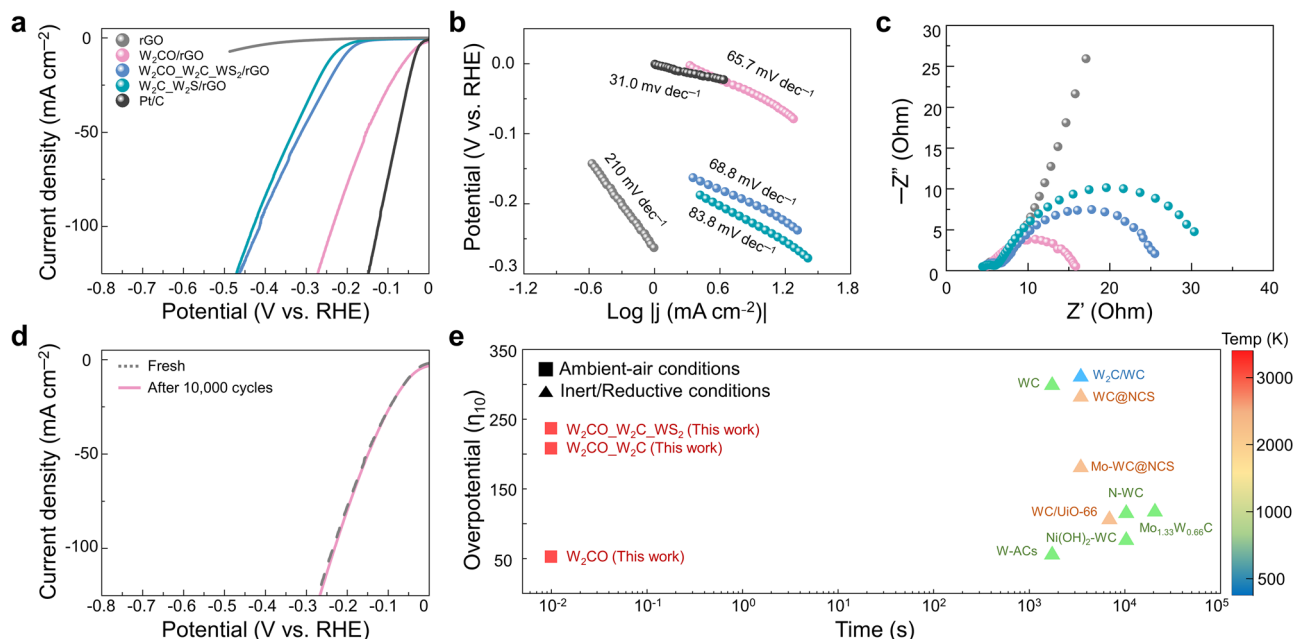 a
0
-50
-100
Current density (mA cm⁻²)
rGO
W₂CO/rGO
W₂CO_W₂C_WS₂/rGO
W₂C_W₂S/rGO
Pt/C
-0.8 -0.7 -0.6 -0.5 -0.4 -0.3 -0.2 -0.1 0
Potential (V vs. RHE)
b
0.0
-0.1
-0.2
-0.3
Potential (V vs. RHE)
65.7 mV dec⁻¹
31.0 mv dec⁻¹
210 mV dec⁻¹
68.8 mV dec⁻¹
83.8 mV dec⁻¹
-1.2 -0.6 0.0 0.6 1.2 1.8
Log |j (mA cm⁻²)|
c
30
25
20
15
10
5
0
–Z" (Ohm)
0 10 20 30 40
Z' (Ohm)
d
0
-50
-100
Current density (mA cm⁻²)
Fresh
After 10,000 cycles
-0.8 -0.7 -0.6 -0.5 -0.4 -0.3 -0.2 -0.1 0
Potential (V vs. RHE)
e
350
250
150
50
Overpotential (η₁₀)
Ambient-air conditions
Inert/Reductive conditions
W₂CO_W₂C_WS₂ (This work)
W₂CO_W₂C (This work)
W₂CO (This work)
WC
W₂C/WC
WC@NCS
Mo-WC@NCS
N-WC
WC/UiO-66
Mo₁.₃₃W₀.₆₆C
Ni(OH)₂-WC
W-ACs
10⁻² 10⁻¹ 10⁰ 10¹ 10² 10³ 10⁴ 10⁵
Time (s)
Temp (K)
3000
2000
1000
500